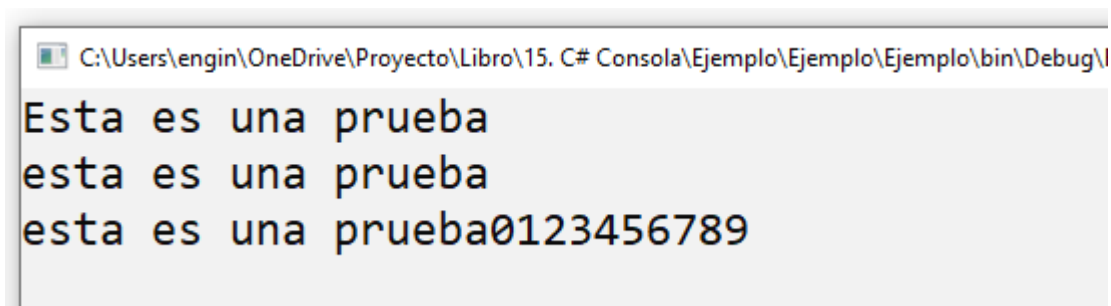 C:\Users\engin\OneDrive\Proyecto\Libro\15. C# Consola\Ejemplo\Ejemplo\Ejemplo\bin\Debug\
Esta es una prueba
esta es una prueba
esta es una prueba0123456789